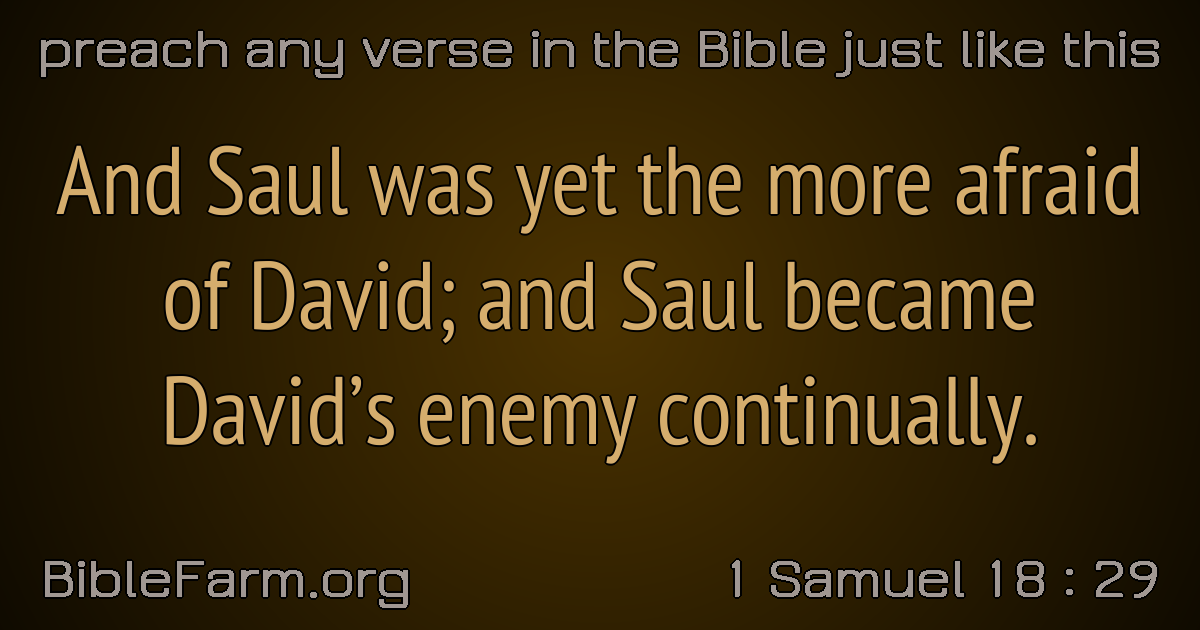 preach any verse in the Bible just like this
And Saul was yet the more afraid
of David; and Saul became
David’s enemy continually.
BibleFarm.org
1 Samuel 18 : 29